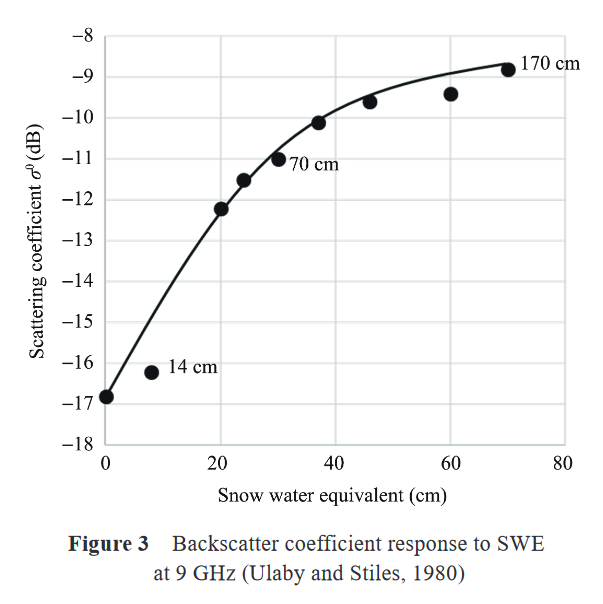 −8
−9
170 cm
−10
−11
70 cm
−12
−13
−14
−15
−16
14 cm
−17
−18
0
20
40
60
80
Scattering coefficient σ⁰ (dB)
Snow water equivalent (cm)
Figure 3 Backscatter coefficient response to SWE
at 9 GHz (Ulaby and Stiles, 1980)